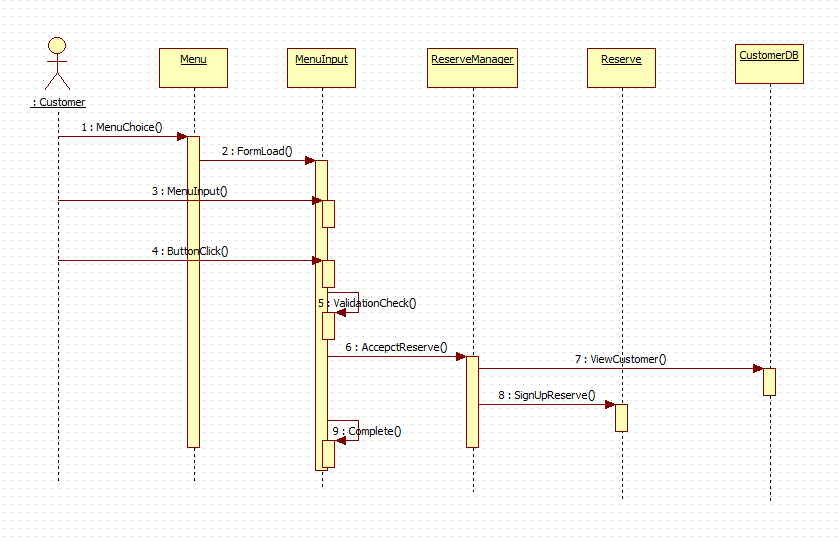 Menu
MenuInput
ReserveManager
Reserve
CustomerDB
: Customer
1 : MenuChoice()
2 : FormLoad()
3 : MenuInput()
4 : ButtonClick()
5 : ValidationCheck()
6 : AccepctReserve()
7 : ViewCustomer()
8 : SignUpReserve()
9 : Complete()